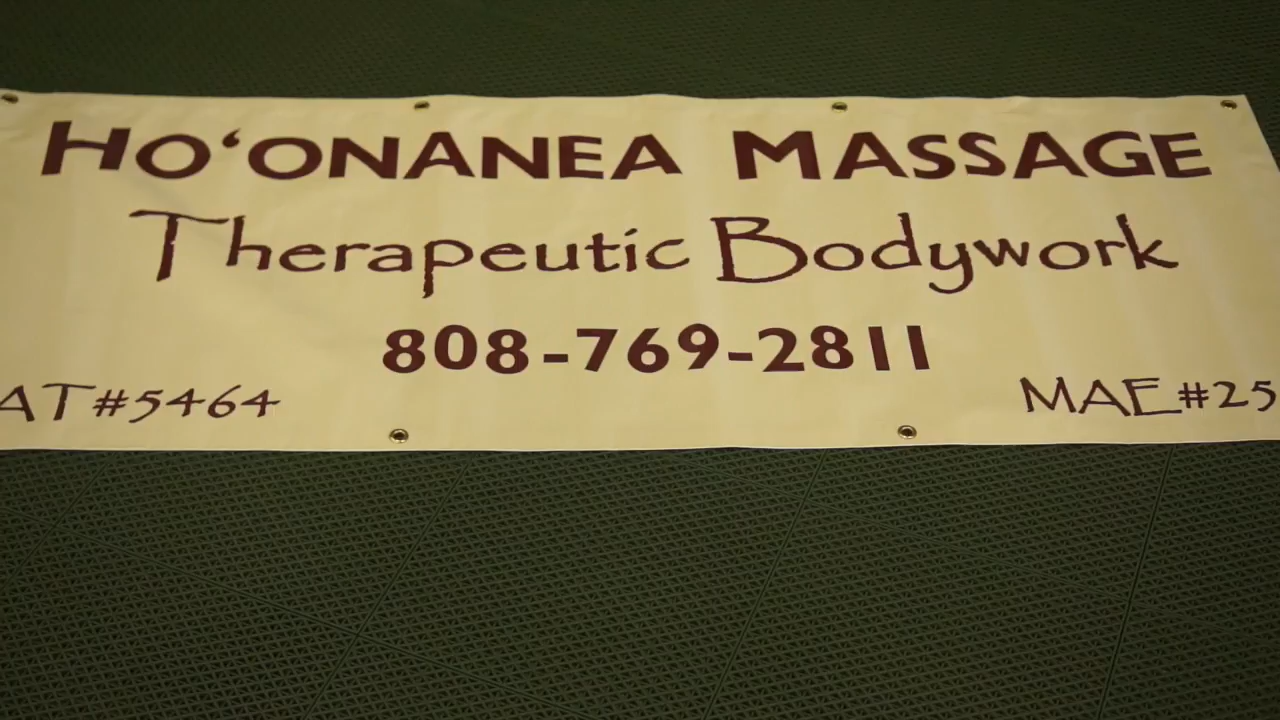 HO‘ONANEA MASSAGE
Therapeutic Bodywork
808-769-2811
AT#5464 MAE#25